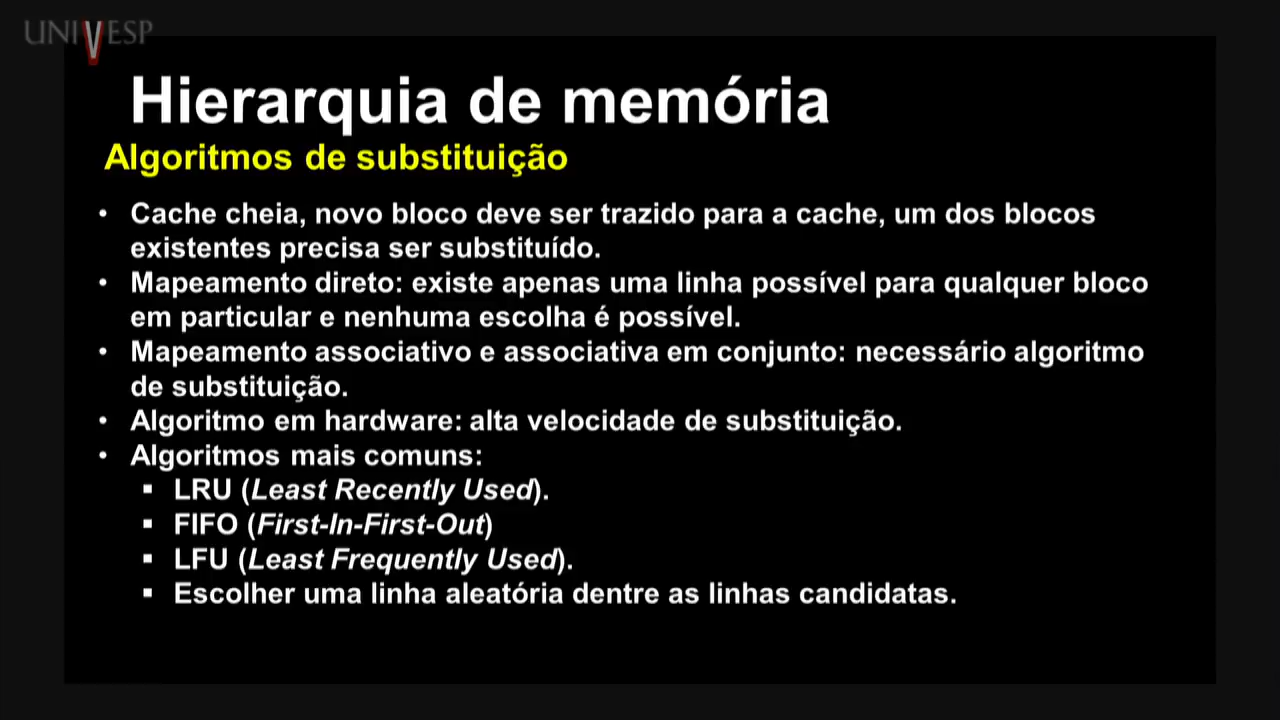 UNIVESP
Hierarquia de memória
Algoritmos de substituição
• Cache cheia, novo bloco deve ser trazido para a cache, um dos blocos
existentes precisa ser substituído.
• Mapeamento direto: existe apenas uma linha possível para qualquer bloco
em particular e nenhuma escolha é possível.
• Mapeamento associativo e associativa em conjunto: necessário algoritmo
de substituição.
• Algoritmo em hardware: alta velocidade de substituição.
• Algoritmos mais comuns:
▪ LRU (Least Recently Used).
▪ FIFO (First-In-First-Out)
▪ LFU (Least Frequently Used).
▪ Escolher uma linha aleatória dentre as linhas candidatas.